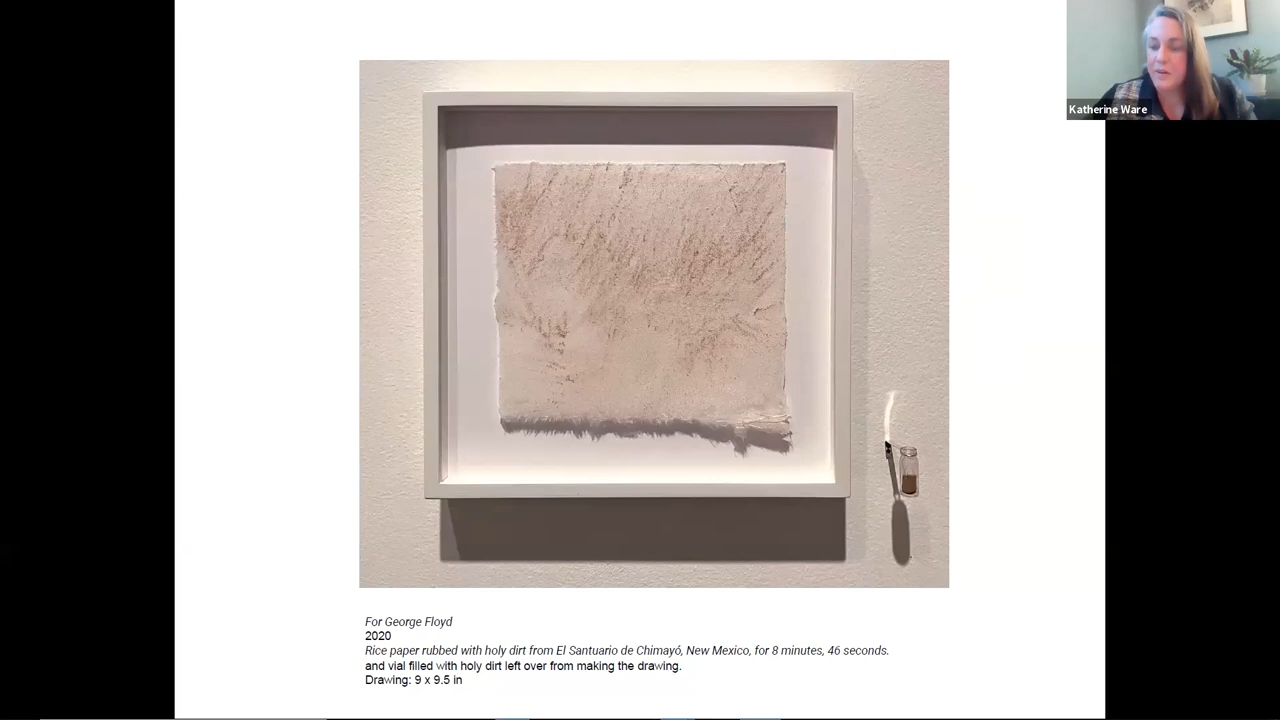 Katherine Ware
For George Floyd
2020
Rice paper rubbed with holy dirt from El Santuario de Chimayó, New Mexico, for 8 minutes, 46 seconds.
and vial filled with holy dirt left over from making the drawing.
Drawing: 9 x 9.5 in